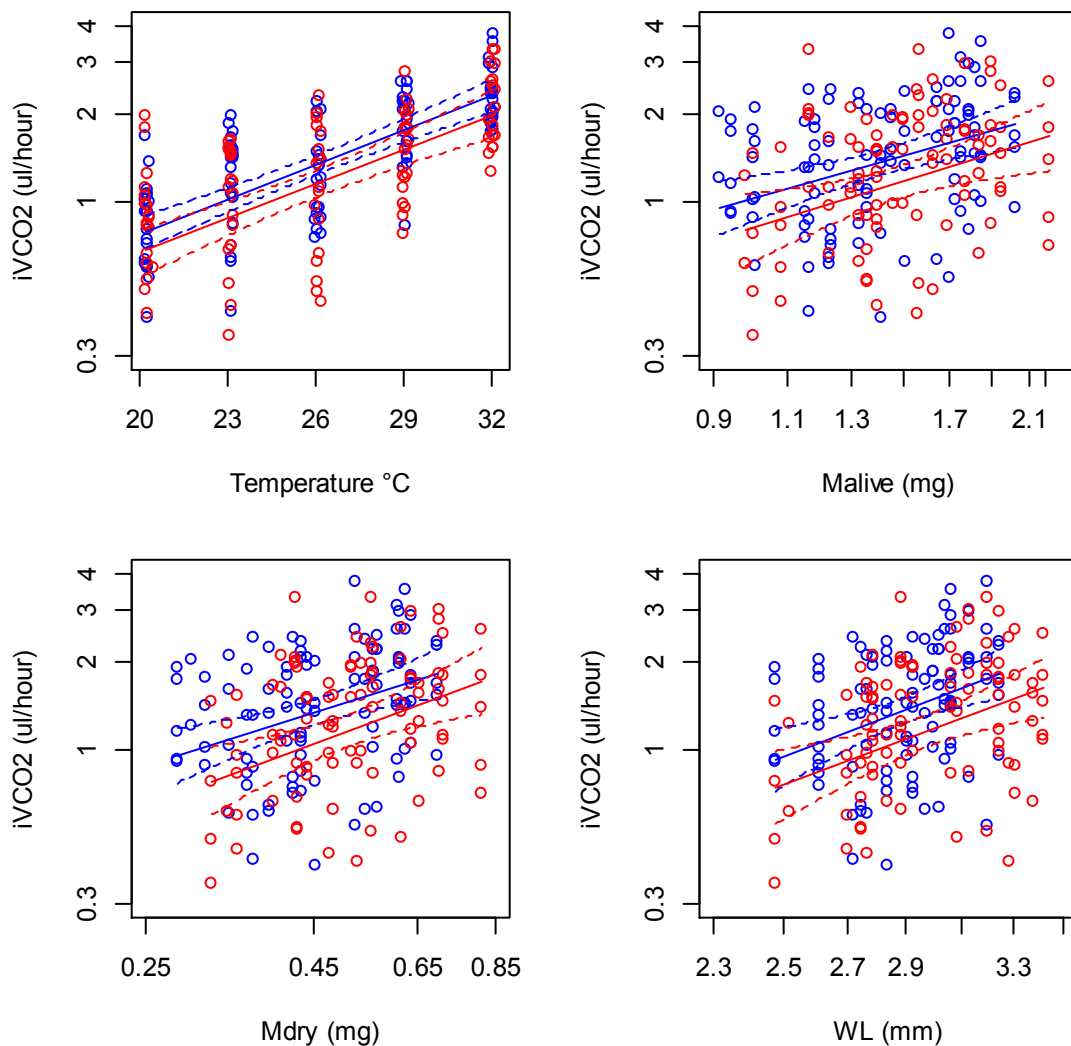 4
3
2
1
0.3
iVCO2 (ul/hour)
20 23 26 29 32
Temperature °C
4
3
2
1
0.3
iVCO2 (ul/hour)
0.9 1.1 1.3 1.7 2.1
Malive (mg)
4
3
2
1
0.3
iVCO2 (ul/hour)
0.25 0.45 0.65 0.85
Mdry (mg)
4
3
2
1
0.3
iVCO2 (ul/hour)
2.3 2.5 2.7 2.9 3.3
WL (mm)